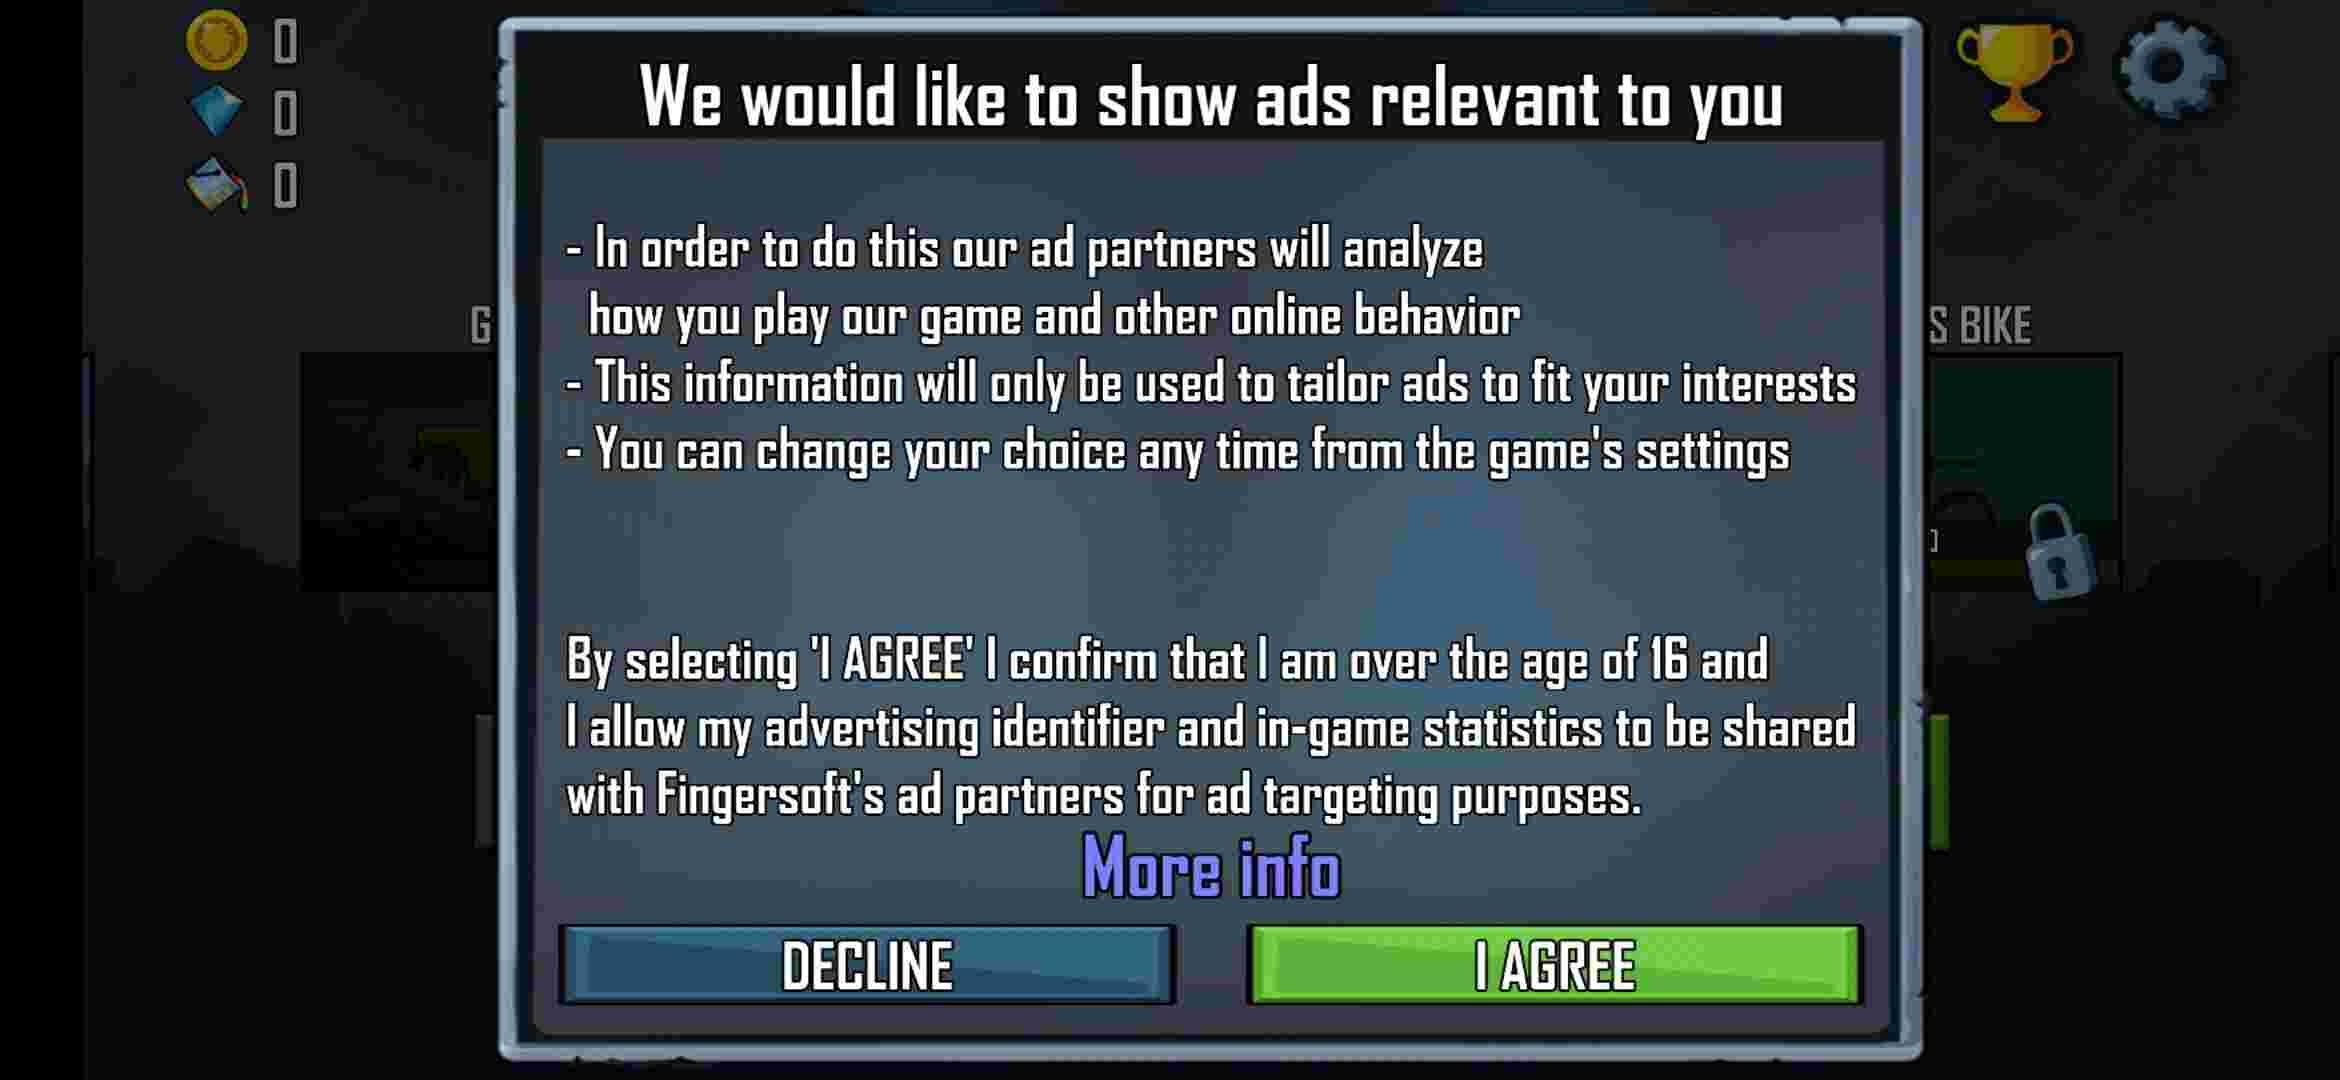 0
0
0
We would like to show ads relevant to you
- In order to do this our ad partners will analyze
how you play our game and other online behavior
- This information will only be used to tailor ads to fit your interests
- You can change your choice any time from the game's settings
G
S BIKE
By selecting 'I AGREE' I confirm that I am over the age of 16 and
I allow my advertising identifier and in-game statistics to be shared
with Fingersoft's ad partners for ad targeting purposes.
More info
DECLINE
I AGREE